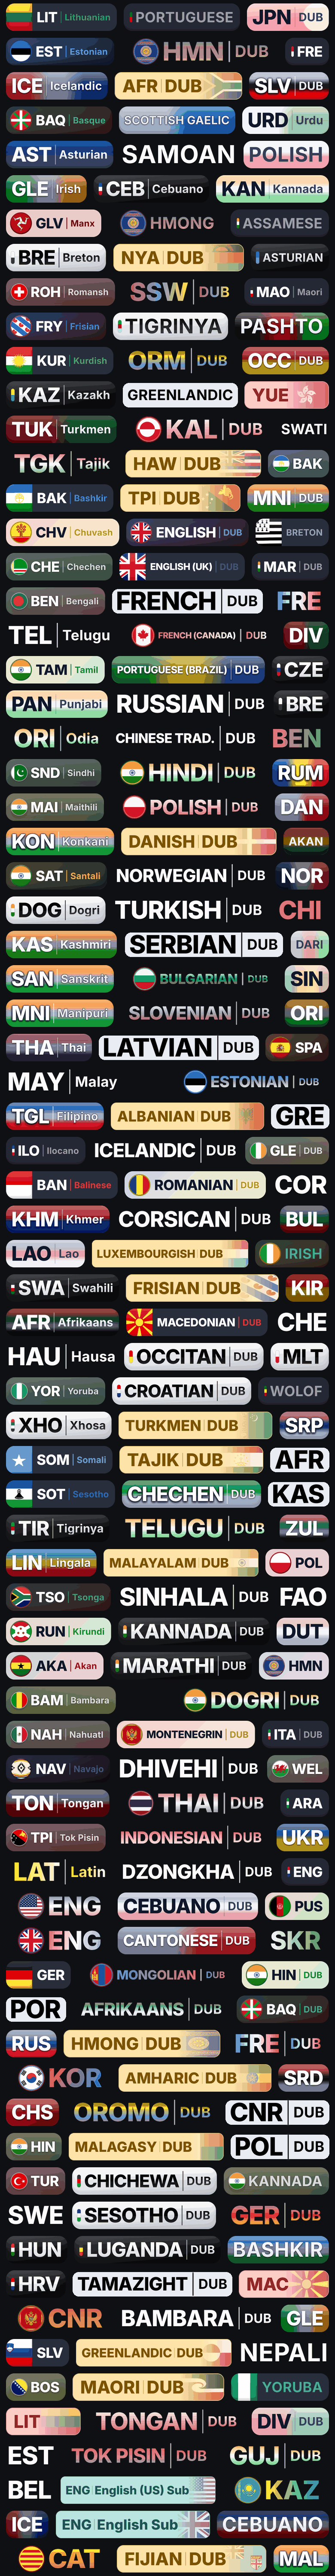 LIT Lithuanian PORTUGUESE JPN DUB
EST Estonian HMN DUB FRE
ICE Icelandic AFR DUB SLV DUB
BAQ Basque SCOTTISH GAELIC URD Urdu
AST Asturian SAMOAN POLISH
GLE Irish CEB Cebuano KAN Kannada
GLV Manx HMONG ASSAMESE
BRE Breton NYA DUB ASTURIAN
ROH Romansh SSW DUB MAO Maori
FRY Frisian TIGRINYA PASHTO
KUR Kurdish ORM DUB OCC DUB
KAZ Kazakh GREENLANDIC YUE
TUK Turkmen KAL DUB SWATI
TGK Tajik HAW DUB BAK
BAK Bashkir TPI DUB MNI DUB
CHV Chuvash ENGLISH DUB BRETON
CHE Chechen ENGLISH (UK) DUB MAR DUB
BEN Bengali FRENCH DUB FRE
TEL Telugu FRENCH (CANADA) DUB DIV
TAM Tamil PORTUGUESE (BRAZIL) DUB CZE
PAN Punjabi RUSSIAN DUB BRE
ORI Odia CHINESE TRAD. DUB BEN
SND Sindhi HINDI DUB RUM
MAI Maithili POLISH DUB DAN
KON Konkani DANISH DUB AKAN
SAT Santali NORWEGIAN DUB NOR
DOG Dogri TURKISH DUB CHI
KAS Kashmiri SERBIAN DUB DARI
SAN Sanskrit BULGARIAN DUB SIN
MNI Manipuri SLOVENIAN DUB ORI
THA Thai LATVIAN DUB SPA
MAY Malay ESTONIAN DUB
TGL Filipino ALBANIAN DUB GRE
ILO Ilocano ICELANDIC DUB GLE DUB
BAN Balinese ROMANIAN DUB COR
KHM Khmer CORSICAN DUB BUL
LAO Lao LUXEMBOURGISH DUB IRISH
SWA Swahili FRISIAN DUB KIR
AFR Afrikaans MACEDONIAN DUB CHE
HAU Hausa OCCITAN DUB MLT
YOR Yoruba CROATIAN DUB WOLOF
XHO Xhosa TURKMEN DUB SRP
SOM Somali TAJIK DUB AFR
SOT Sesotho CHECHEN DUB KAS
TIR Tigrinya TELUGU DUB ZUL
LIN Lingala MALAYALAM DUB POL
TSO Tsonga SINHALA DUB FAO
RUN Kirundi KANNADA DUB DUT
AKA Akan MARATHI DUB HMN
BAM Bambara DOGRI DUB
NAH Nahuatl MONTENEGRIN DUB ITA DUB
NAV Navajo DHIVEHI DUB WEL
TON Tongan THAI DUB ARA
TPI Tok Pisin INDONESIAN DUB UKR
LAT Latin DZONGKHA DUB ENG
ENG CEBUANO DUB PUS
ENG CANTONESE DUB SKR
GER MONGOLIAN DUB HIN DUB
POR AFRIKAANS DUB BAQ DUB
RUS HMONG DUB FRE DUB
KOR AMHARIC DUB SRD
CHS OROMO DUB CNR DUB
HIN MALAGASY DUB POL DUB
TUR CHICHEWA DUB KANNADA
SWE SESOTHO DUB GER DUB
HUN LUGANDA DUB BASHKIR
HRV TAMAZIGHT DUB MAC
CNR BAMBARA DUB GLE
SLV GREENLANDIC DUB NEPALI
BOS MAORI DUB YORUBA
LIT TONGAN DUB DIV DUB
EST TOK PISIN DUB GUJ DUB
BEL ENG English (US) Sub KAZ
ICE ENG English Sub CEBUANO
CAT FIJIAN DUB MAL